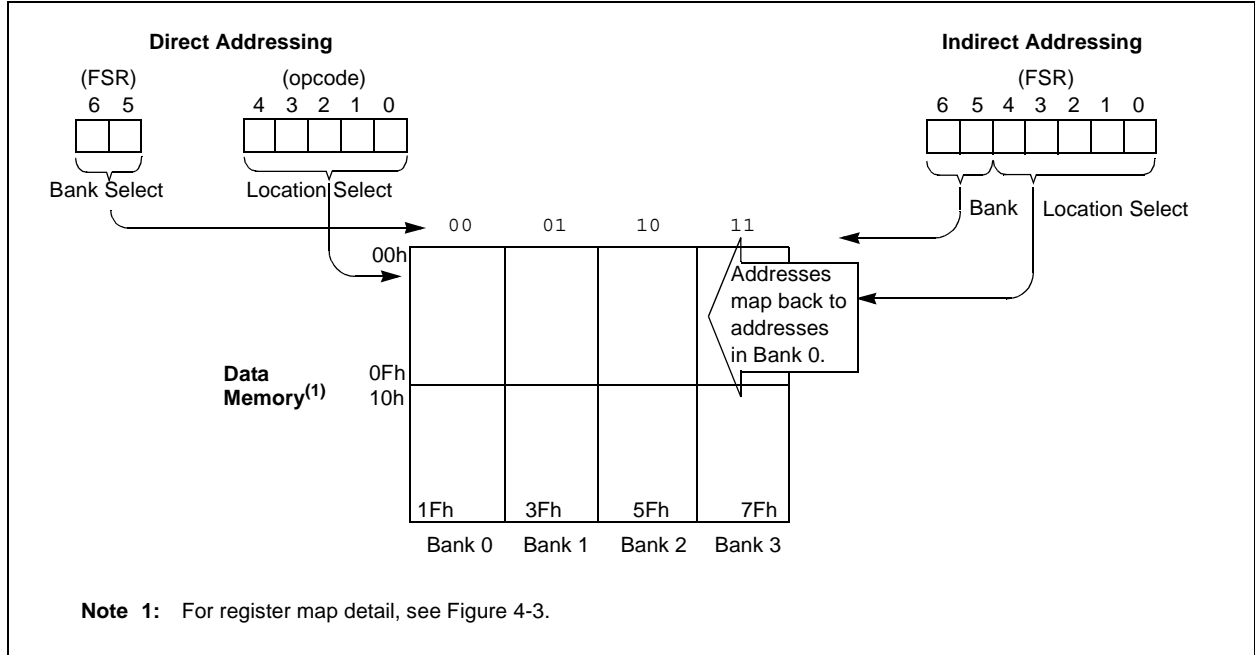 Direct Addressing
(FSR)
6 5
(opcode)
4 3 2 1 0
Bank Select
Location Select
Indirect Addressing
(FSR)
6 5 4 3 2 1 0
Bank
Location Select
00 01 10 11
00h
Addresses
map back to
addresses
in Bank 0.
Data
Memory(1)
0Fh
10h
1Fh 3Fh 5Fh 7Fh
Bank 0 Bank 1 Bank 2 Bank 3
Note 1: For register map detail, see Figure 4-3.